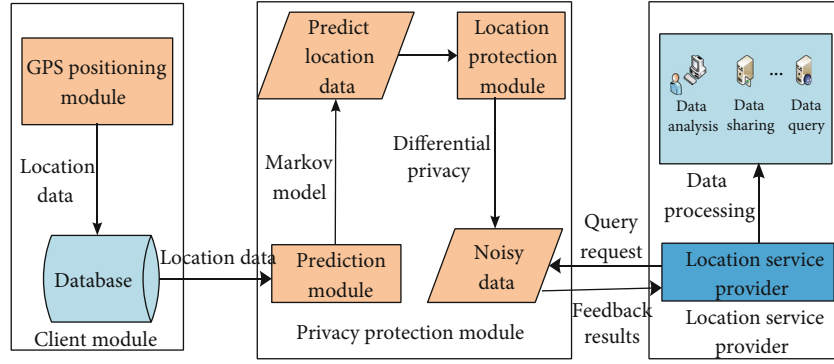 GPS positioning
module
Location
data
Database
Client module
Location data
Predict
location
data
Location
protection
module
Markov
model
Differential
privacy
Prediction
module
Noisy
data
Privacy protection module
Query
request
Feedback
results
...
Data
analysis
Data
sharing
Data
query
Data
processing
Location service
provider
Location service
provider